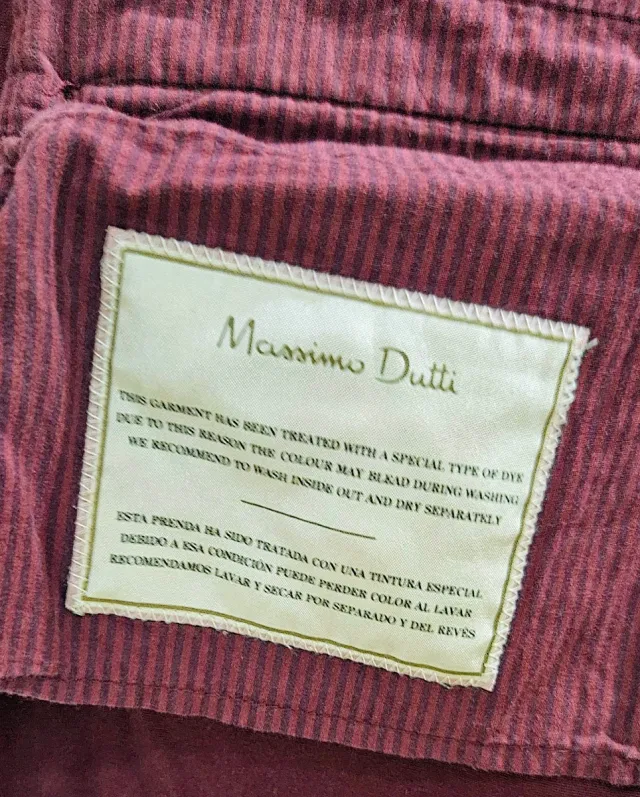 Massimo Dutti
THIS GARMENT HAS BEEN TREATED WITH A SPECIAL TYPE OF DYE
DUE TO THIS REASON THE COLOUR MAY BLEAD DURING WASHING
WE RECOMMEND TO WASH INSIDE OUT AND DRY SEPARATELY
ESTA PRENDA HA SIDO TRATADA CON UNA TINTURA ESPECIAL
DEBIDO A ESA CONDICIÓN PUEDE PERDER COLOR AL LAVAR
RECOMENDAMOS LAVAR Y SECAR POR SEPARADO Y DEL REVÉS